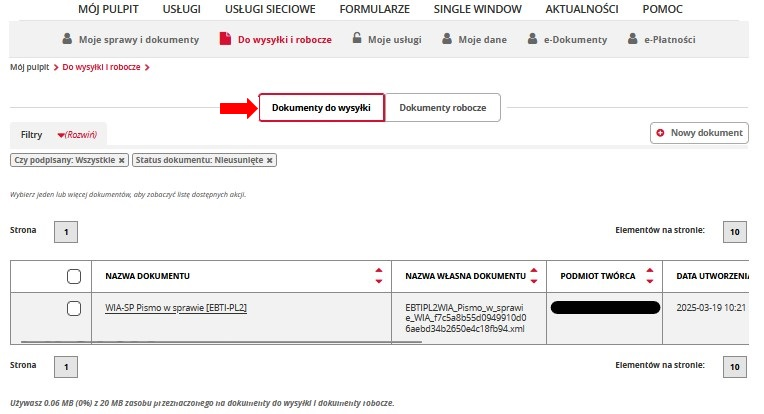 MÓJ PULPIT USŁUGI USŁUGI SIECIOWE FORMULARZE SINGLE WINDOW AKTUALNOŚCI POMOC
Moje sprawy i dokumenty Do wysyłki i robocze Moje usługi Moje dane e-Dokumenty e-Płatności
Mój pulpit > Do wysyłki i robocze >
Dokumenty do wysyłki Dokumenty robocze
Filtry (Rozwiń) Nowy dokument
Czy podpisany: Wszystkie × Status dokumentu: Nieusunięte ×
Wybierz jeden lub więcej dokumentów, aby zobaczyć listę dostępnych akcji.
Strona 1 Elementów na stronie: 10
NAZWA DOKUMENTU NAZWA WŁASNA DOKUMENTU PODMIOT TWÓRCA DATA UTWORZENIA
WIA-SP Pismo w sprawie [EBTI-PL2] EBTIPL2WIA_Pismo_w_sprawi 2025-03-19 10:21
e_WIA_f7c5a8b55d0949910d0
6aebd34b2650e4c18fb94.xml
Strona 1 Elementów na stronie: 10
Używasz 0.06 MB (0%) z 20 MB zasobu przeznaczonego na dokumenty do wysyłki i dokumenty robocze.